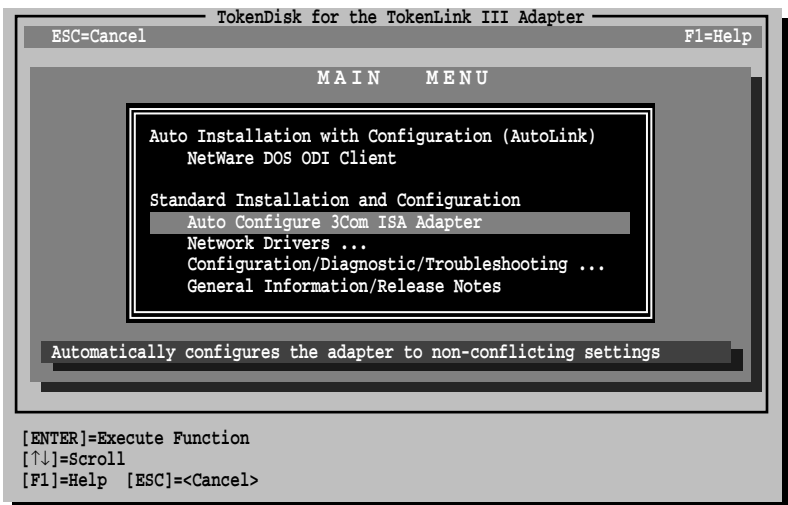 TokenDisk for the TokenLink III Adapter
ESC=Cancel F1=Help
MAIN MENU
Auto Installation with Configuration (AutoLink)
NetWare DOS ODI Client
Standard Installation and Configuration
Auto Configure 3Com ISA Adapter
Network Drivers ...
Configuration/Diagnostic/Troubleshooting ...
General Information/Release Notes
Automatically configures the adapter to non-conflicting settings
[ENTER]=Execute Function
[↑↓]=Scroll
[F1]=Help [ESC]=<Cancel>